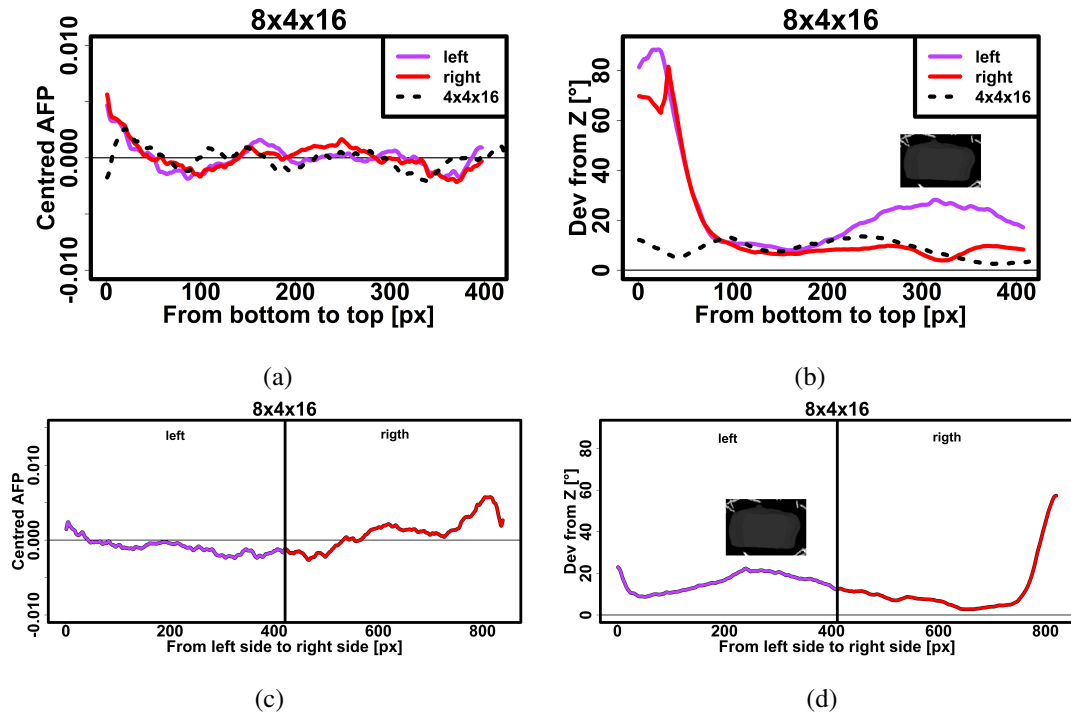 8x4x16
Centred AFP
0.010
0.000
-0.010
left
right
4x4x16
0 100 200 300 400
From bottom to top [px]
(a)
8x4x16
Dev from Z [°]
80
60
40
20
0
left
right
4x4x16
0 100 200 300 400
From bottom to top [px]
(b)
8x4x16
Centred AFP
0.010
0.000
-0.010
left rigth
0 200 400 600 800
From left side to right side [px]
(c)
8x4x16
Dev from Z [°]
80
60
40
20
0
left rigth
0 200 400 600 800
From left side to right side [px]
(d)